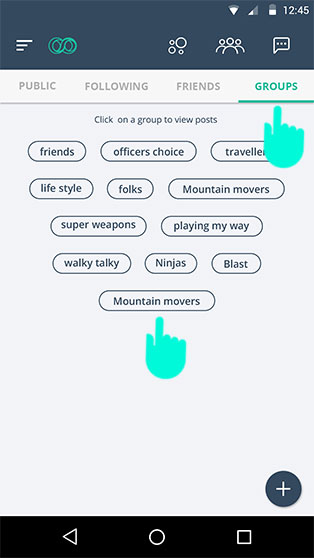 12:45
PUBLIC FOLLOWING FRIENDS GROUPS
Click on a group to view posts
friends officers choice
life style folks Mountain movers
super weapons playing my way
walky talky Ninjas Blast
Mountain movers